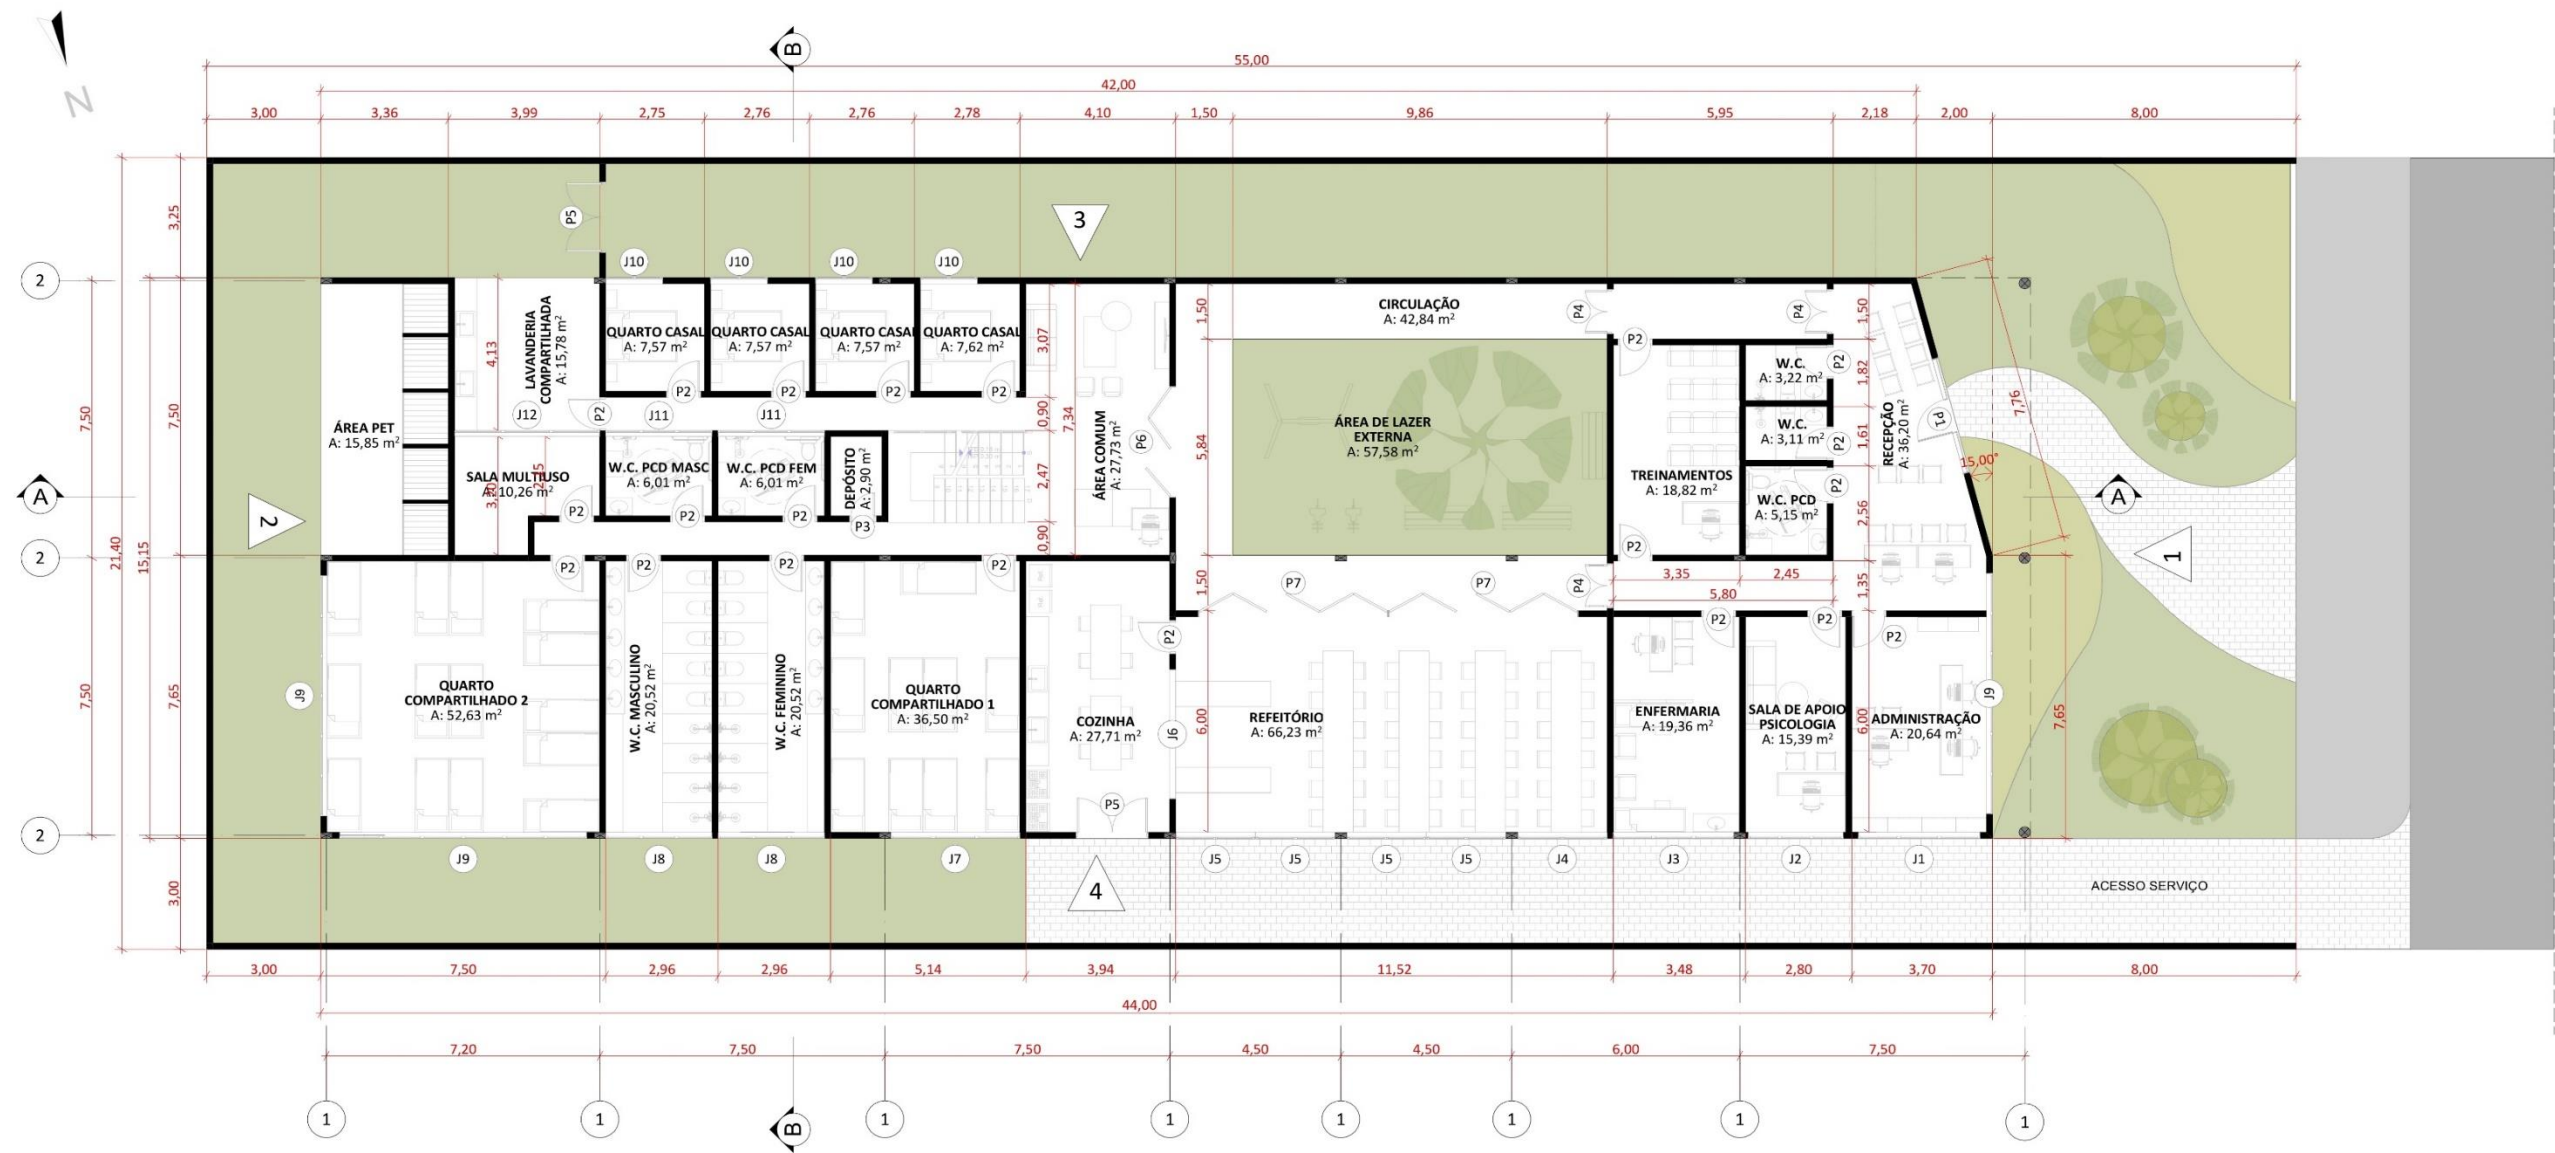 N
B
55,00
42,00
3,00
3,36
3,99
2,75
2,76
2,76
2,78
4,10
1,50
9,86
5,95
2,18
2,00
8,00
3,25
P5
3
J10
J10
J10
J10
2
2
2
A
21,40
7,50
7,50
15,15
7,50
7,65
3,00
2
ÁREA PET
A: 15,85 m²
4,13
LAVANDERIA
COMPARTILHADA
A: 15,78 m²
J12
P2
QUARTO CASAL
A: 7,57 m²
P2
QUARTO CASAL
A: 7,57 m²
P2
QUARTO CASAL
A: 7,57 m²
P2
QUARTO CASAL
A: 7,62 m²
P2
J11
J11
3,07
0,90
7,34
2,47
0,90
ÁREA COMUM
A: 27,73 m²
P6
SALA MULTIUSO
A: 10,26 m²
P2
W.C. PCD MASC
A: 6,01 m²
P2
W.C. PCD FEM
A: 6,01 m²
P2
DEPÓSITO
A: 2,90 m²
P3
CIRCULAÇÃO
A: 42,84 m²
P4
P4
1,50
5,84
1,50
ÁREA DE LAZER
EXTERNA
A: 57,58 m²
P2
TREINAMENTOS
A: 18,82 m²
P2
W.C.
A: 3,22 m²
P2
W.C.
A: 3,11 m²
P2
W.C. PCD
A: 5,15 m²
P2
1,50
1,82
1,61
2,56
1,35
RECEPÇÃO
A: 36,20 m²
P1
7,76
15,00°
A
1
P7
P7
P4
3,35
2,45
5,80
P2
P2
P2
P2
P2
P2
P2
P2
J9
QUARTO
COMPARTILHADO 2
A: 52,63 m²
W.C. MASCULINO
A: 20,52 m²
W.C. FEMININO
A: 20,52 m²
QUARTO
COMPARTILHADO 1
A: 36,50 m²
COZINHA
A: 27,71 m²
P5
J6
6,00
REFEITÓRIO
A: 66,23 m²
ENFERMARIA
A: 19,36 m²
SALA DE APOIO
PSICOLOGIA
A: 15,39 m²
6,00
ADMINISTRAÇÃO
A: 20,64 m²
J9
7,65
J9
J8
J8
J7
4
J5
J5
J5
J5
J4
J3
J2
J1
ACESSO SERVIÇO
3,00
7,50
2,96
2,96
5,14
3,94
11,52
3,48
2,80
3,70
8,00
44,00
7,20
7,50
7,50
4,50
4,50
6,00
7,50
1
1
B
1
1
1
1
1
1